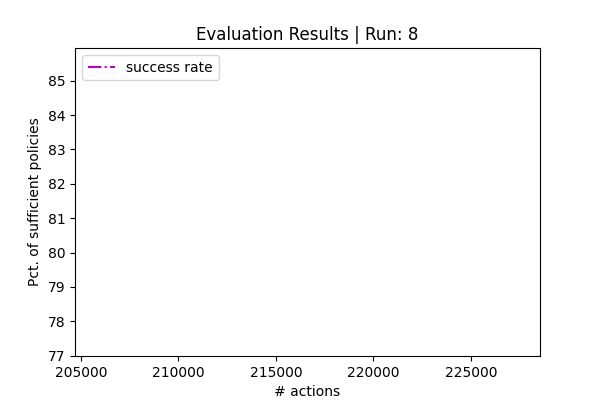 Evaluation Results | Run: 8
success rate
Pct. of sufficient policies
85
84
83
82
81
80
79
78
77
205000 210000 215000 220000 225000
# actions